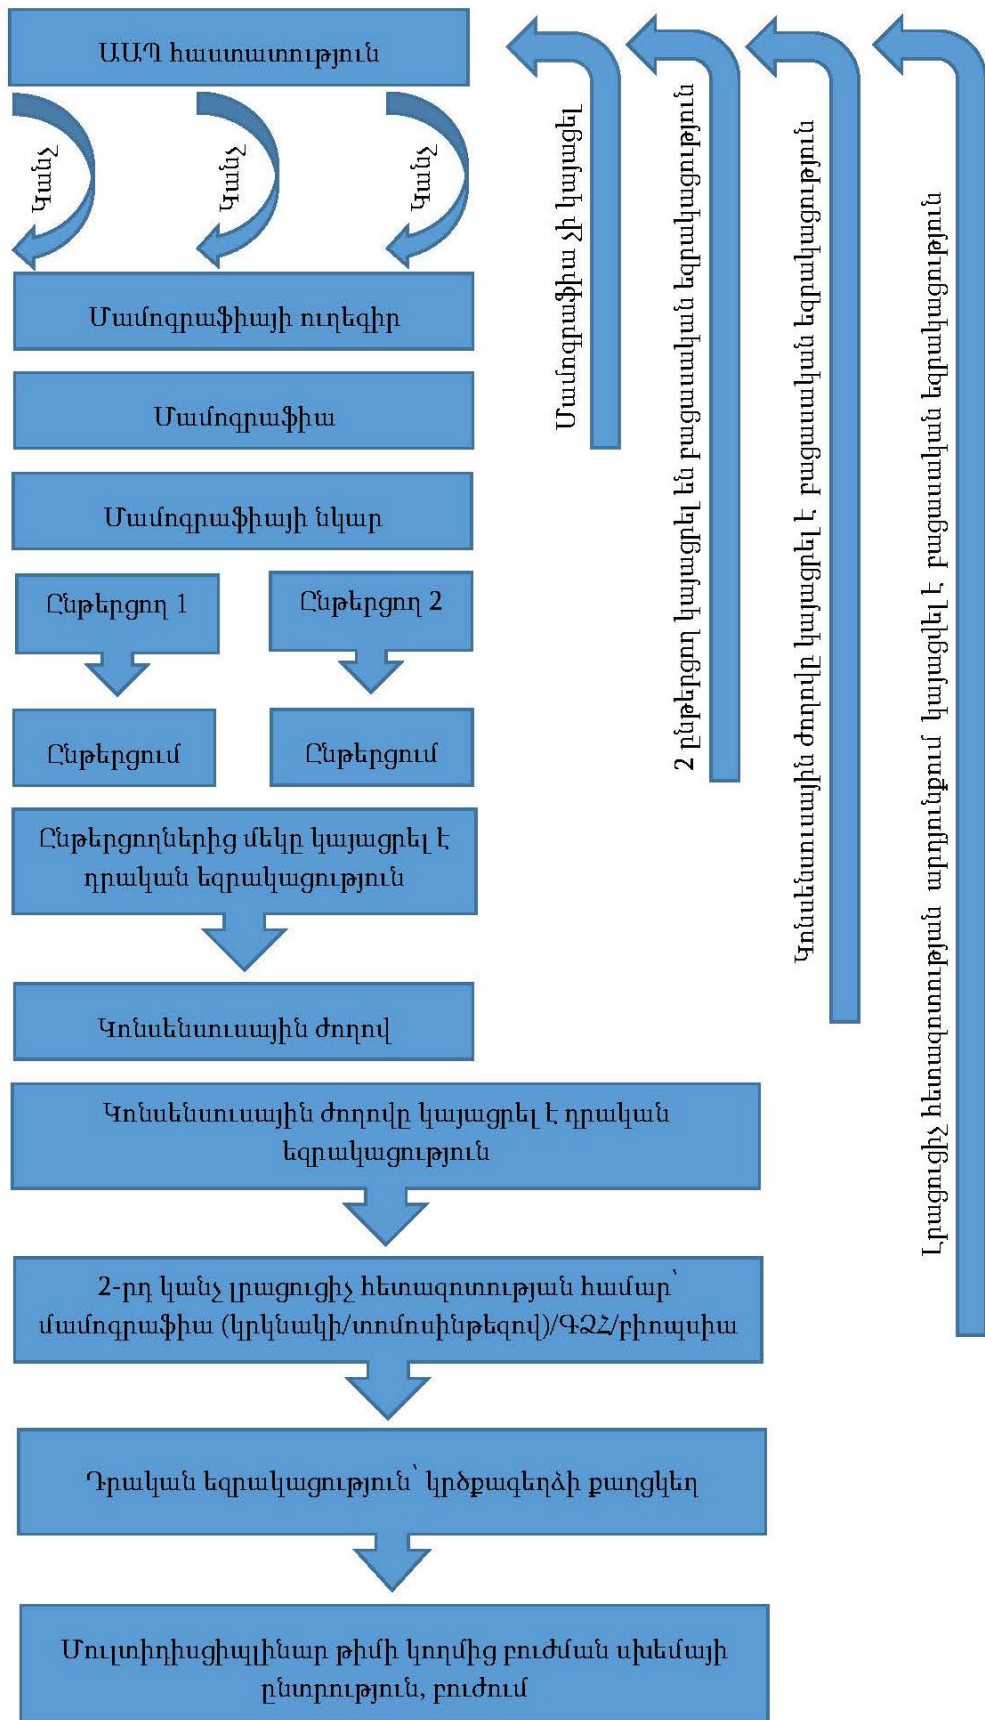 ԱԱՊ հաստատություն
Կանչ
Կանչ
Կանչ
Մամոգրաֆիայի ուղեգիր
Մամոգրաֆիա
Մամոգրաֆիայի նկար
Ընթերցող 1
Ընթերցող 2
Ընթերցում
Ընթերցում
Ընթերցողներից մեկը կայացրել է
դրական եզրակացություն
Կոնսենսուսային ժողով
Կոնսենսուսային ժողովը կայացրել է դրական
եզրակացություն
2-րդ կանչ լրացուցիչ հետազոտության համար՝
մամոգրաֆիա (կրկնակի/տոմոսինթեզով)/ԳՁՀ/բիոպսիա
Դրական եզրակացություն՝ կրծքագեղձի քաղցկեղ
Մուլտիդիսցիպլինար թիմի կողմից բուժման սխեմայի
ընտրություն, բուժում
Մամոգրաֆիա չի կայացել
2 ընթերցող կայացրել են բացասական եզրակացություն
Կոնսենսուսային ժողովը կայացրել է բացասական եզրակացություն
Լրացուցիչ հետազոտության արդյունքում կայացվել է բացասական եզրակացություն